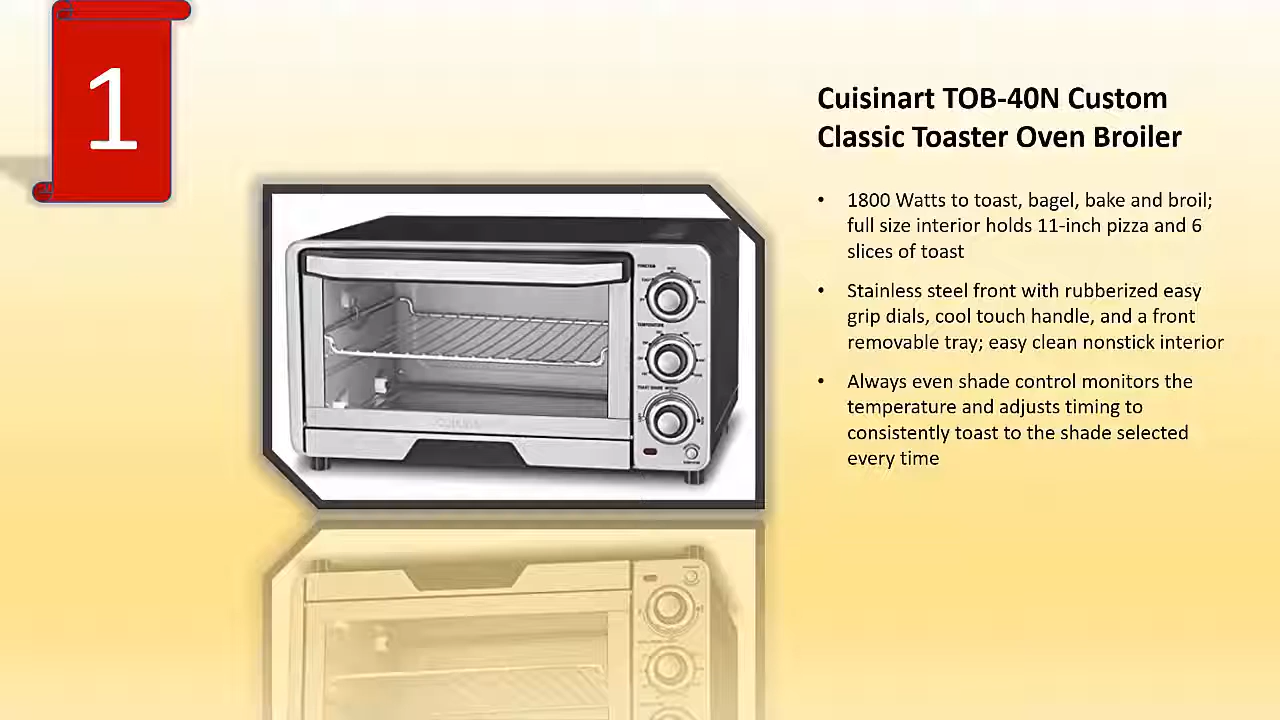 1
Cuisinart TOB-40N Custom
Classic Toaster Oven Broiler
• 1800 Watts to toast, bagel, bake and broil;
full size interior holds 11-inch pizza and 6
slices of toast
• Stainless steel front with rubberized easy
grip dials, cool touch handle, and a front
removable tray; easy clean nonstick interior
• Always even shade control monitors the
temperature and adjusts timing to
consistently toast to the shade selected
every time
FUNCTION
TEMPERATURE